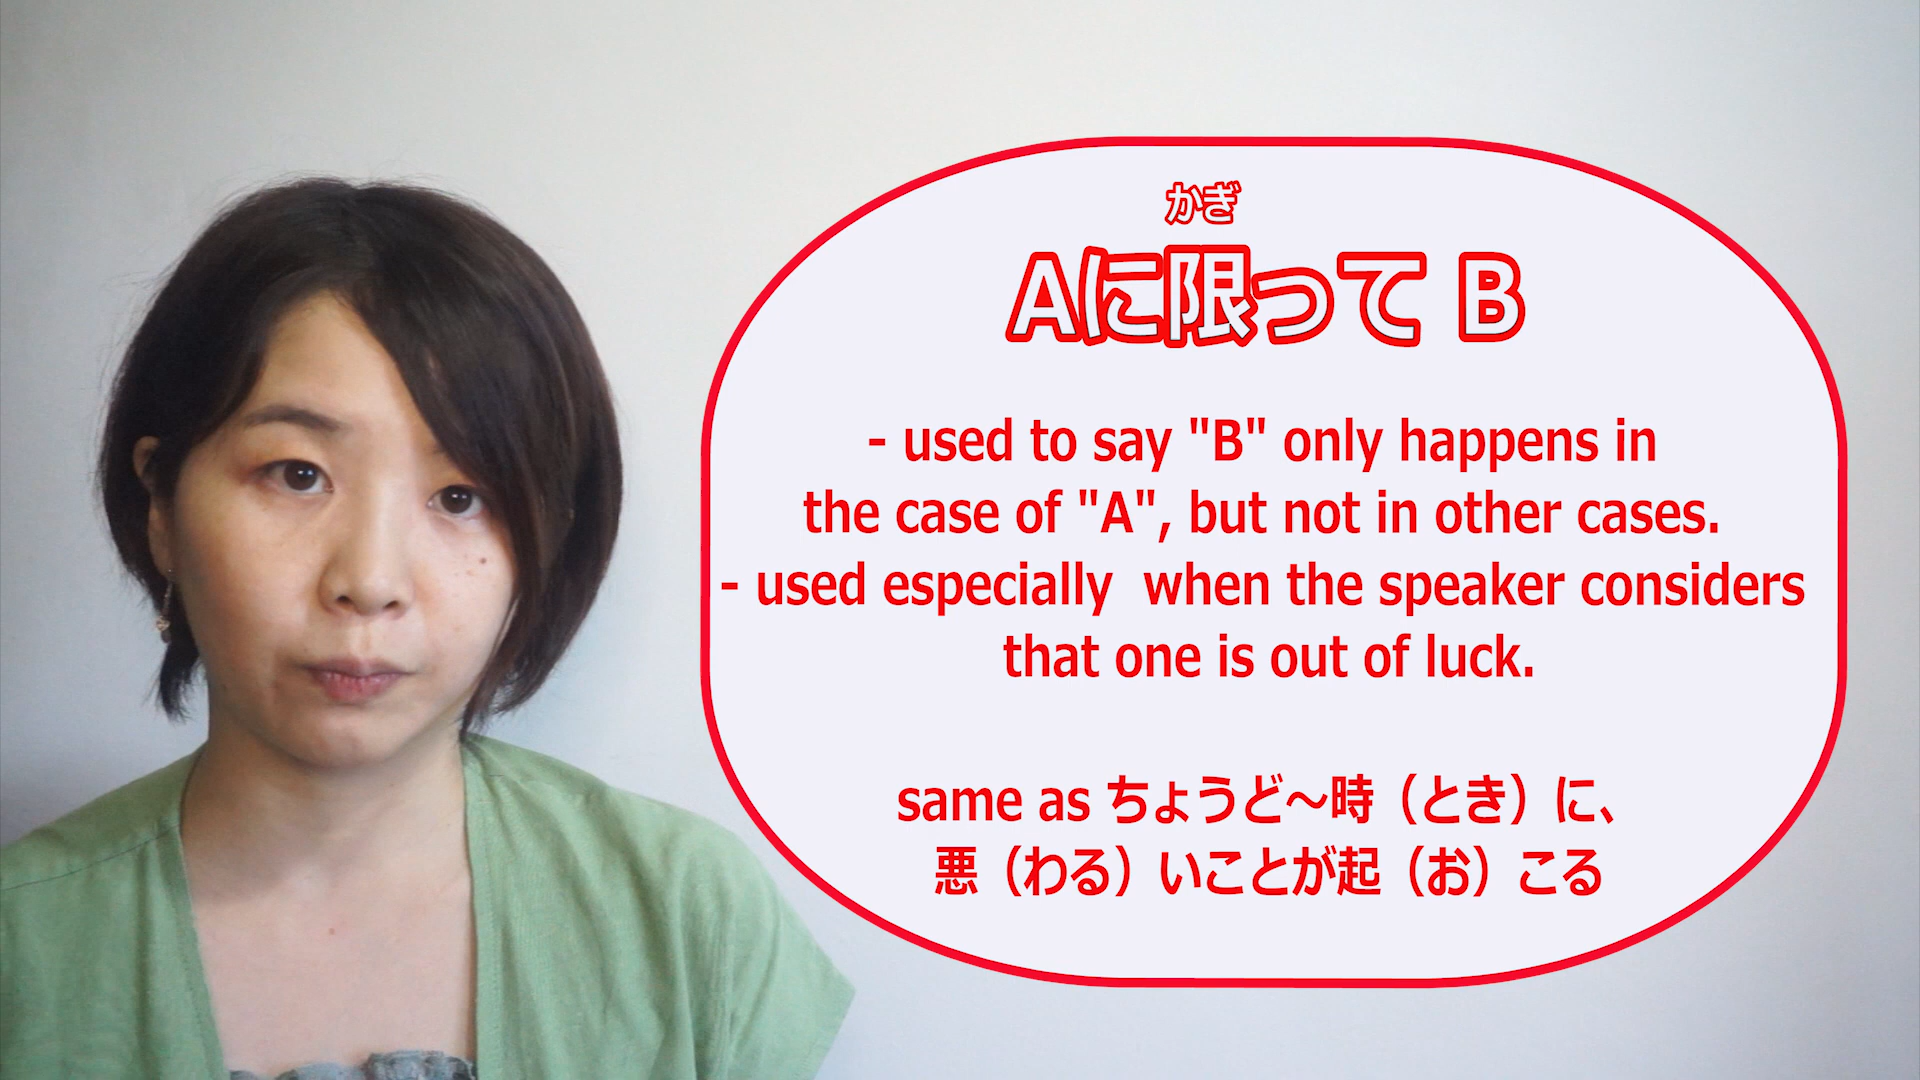 かぎ
Aに限って B
- used to say "B" only happens in
the case of "A", but not in other cases.
- used especially  when the speaker considers
that one is out of luck.
same as ちょうど～時（とき）に、
悪（わる）いことが起（お）こる